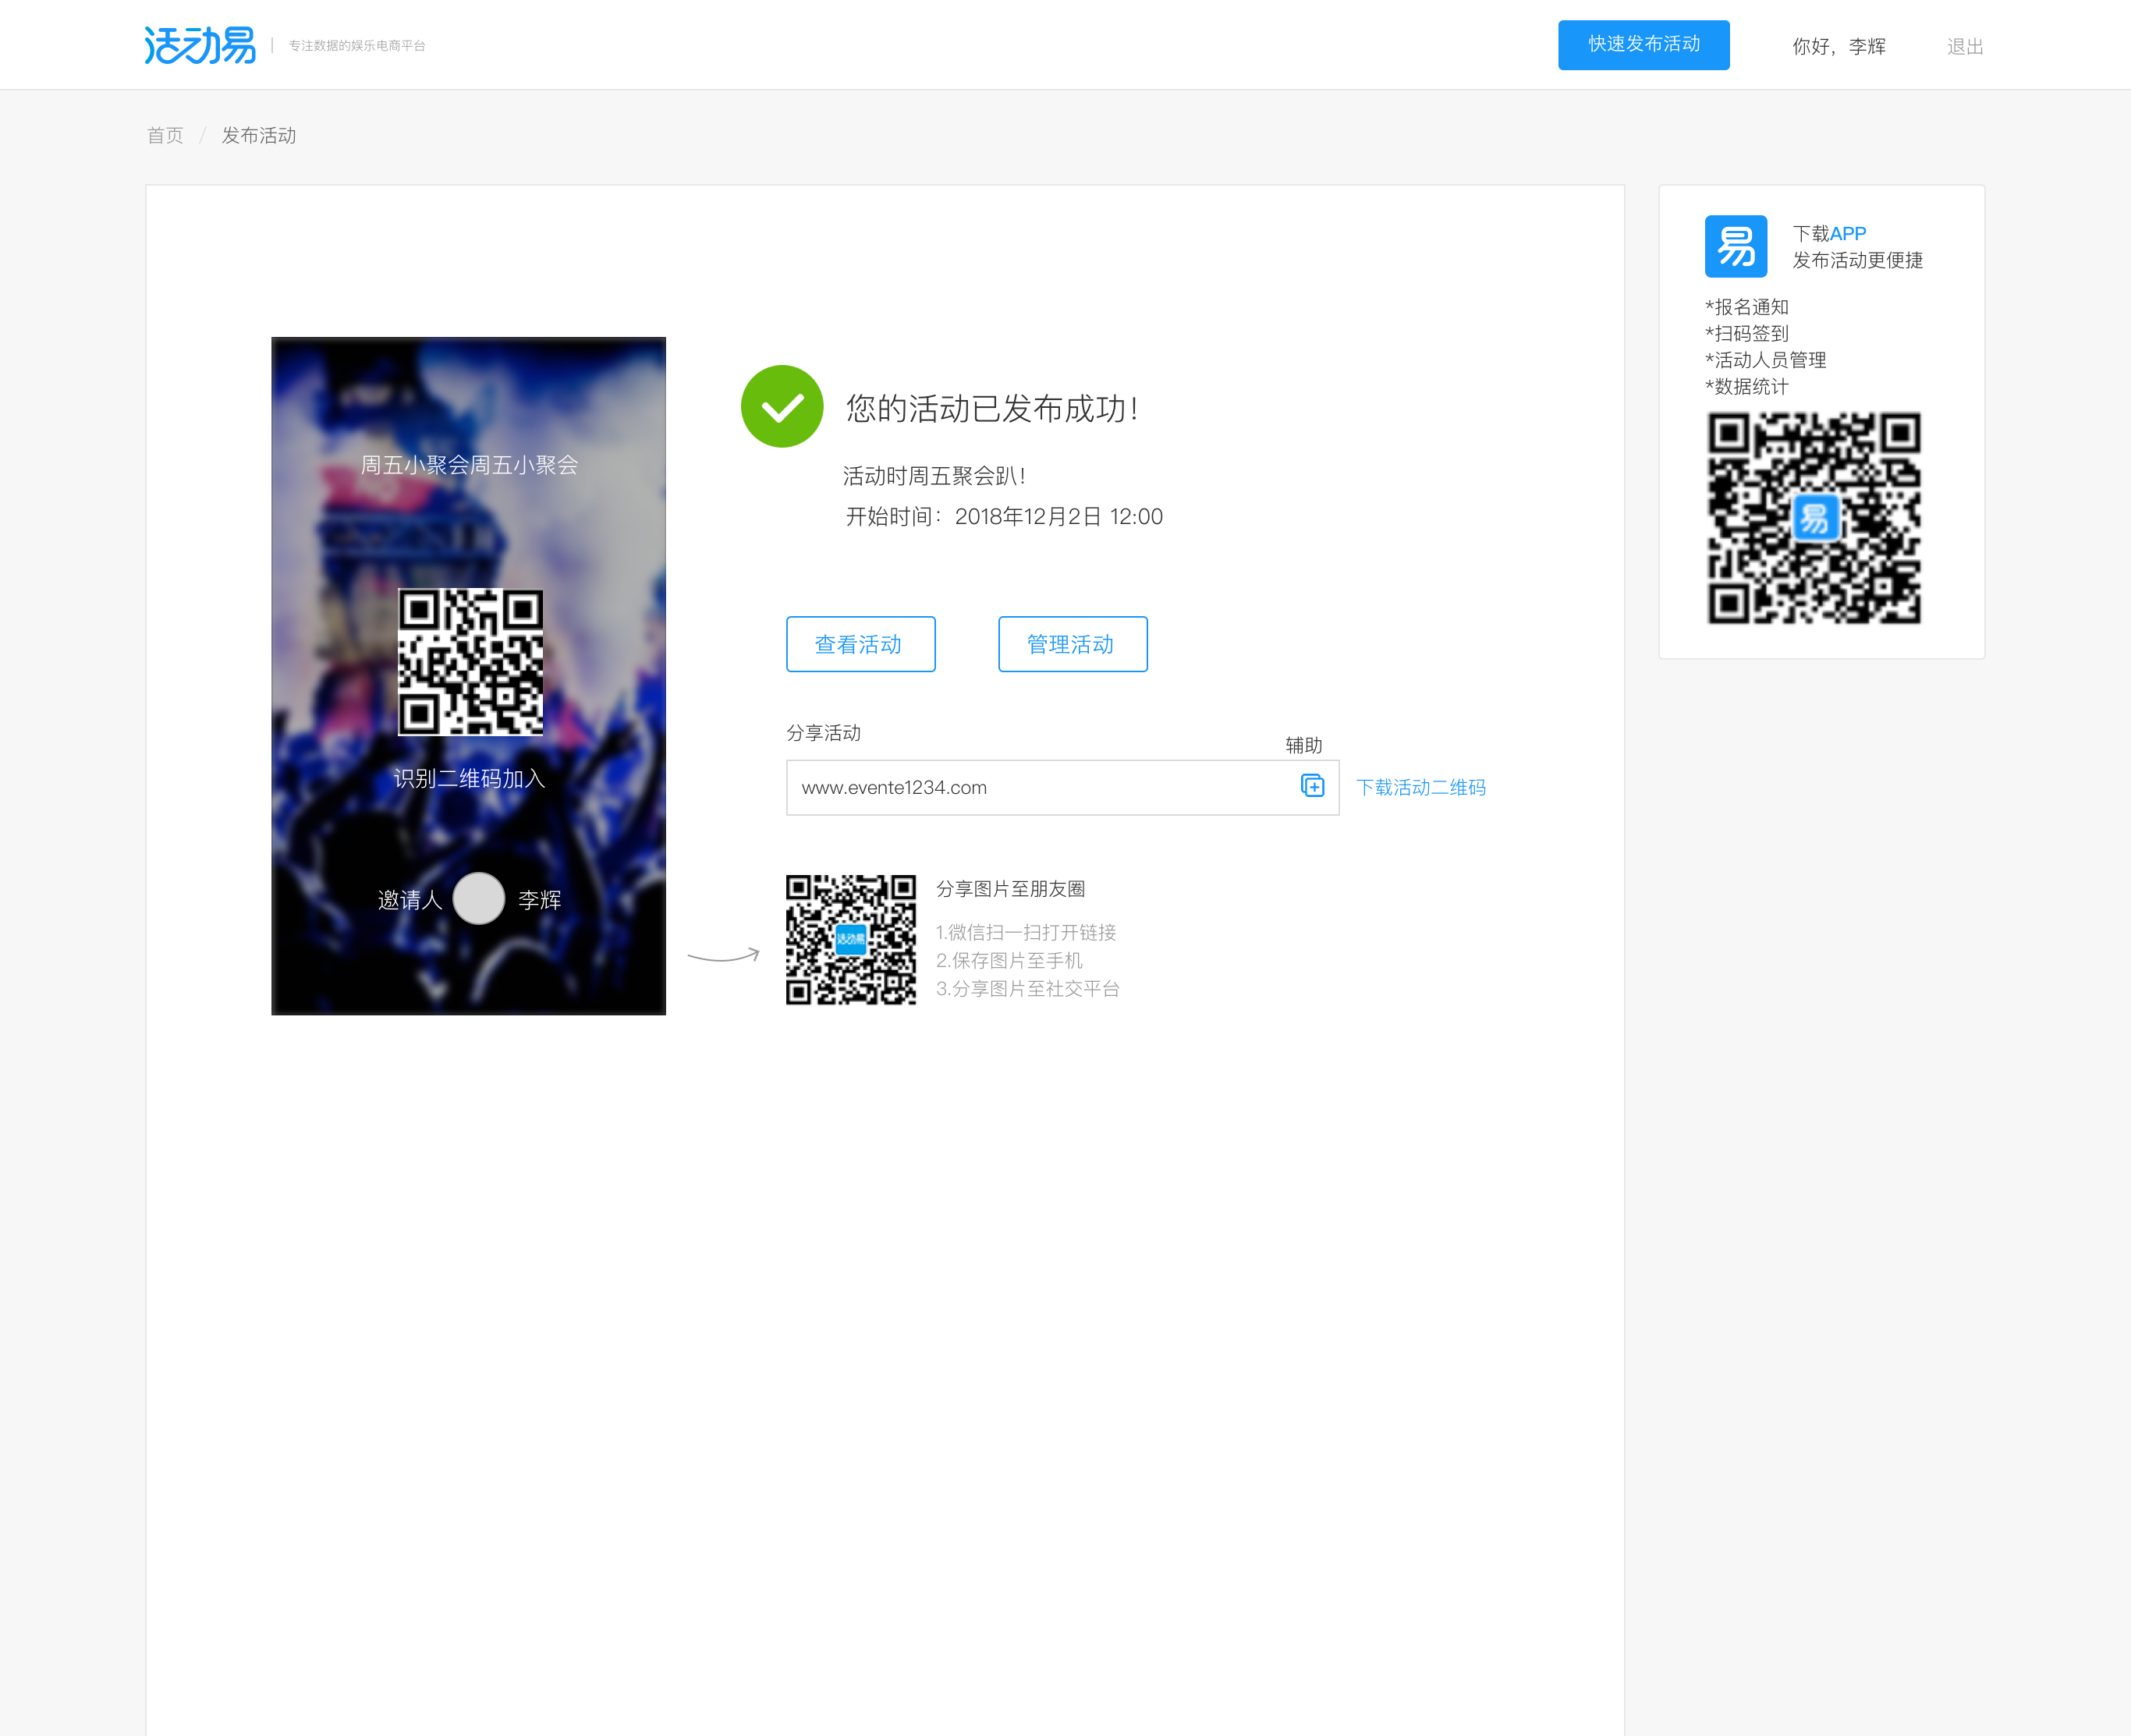 活动易
专注数据的娱乐电商平台
快速发布活动
你好，李辉
退出
首页 / 发布活动
周五小聚会周五小聚会
识别二维码加入
邀请人 李辉
您的活动已发布成功！
活动时周五聚会趴！
开始时间：2018年12月2日 12:00
查看活动
管理活动
分享活动
辅助
www.evente1234.com
下载活动二维码
活动易
分享图片至朋友圈
1.微信扫一扫打开链接
2.保存图片至手机
3.分享图片至社交平台
易
下载APP
发布活动更便捷
*报名通知
*扫码签到
*活动人员管理
*数据统计
易